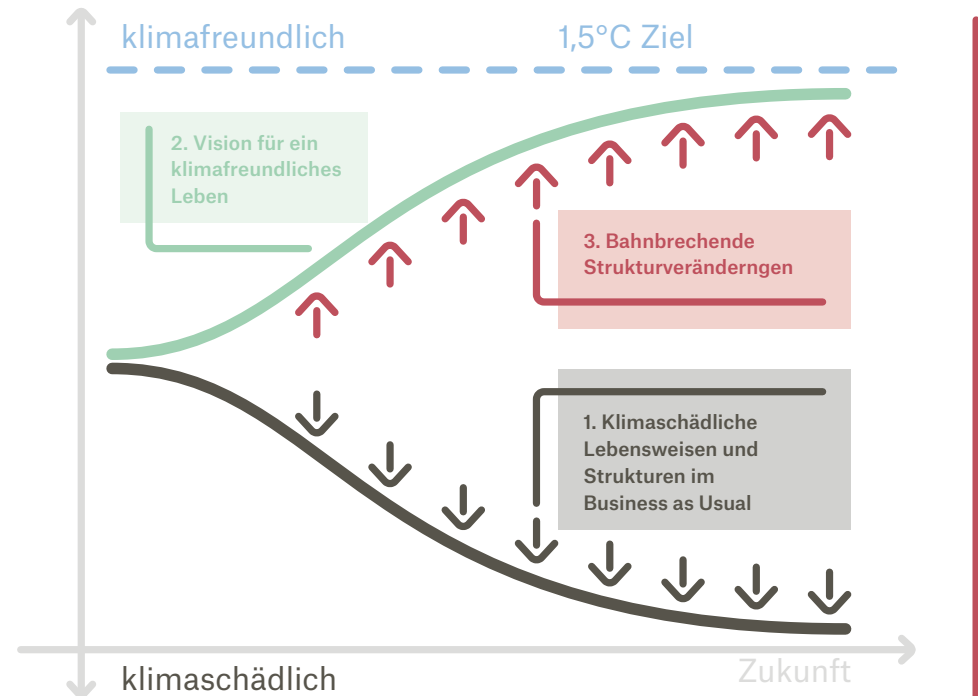 klimafreundlich
1,5°C Ziel
2. Vision für ein
klimafreundliches
Leben
3. Bahnbrechende
Strukturveränderngen
1. Klimaschädliche
Lebensweisen und
Strukturen im
Business as Usual
Zukunft
klimaschädlich